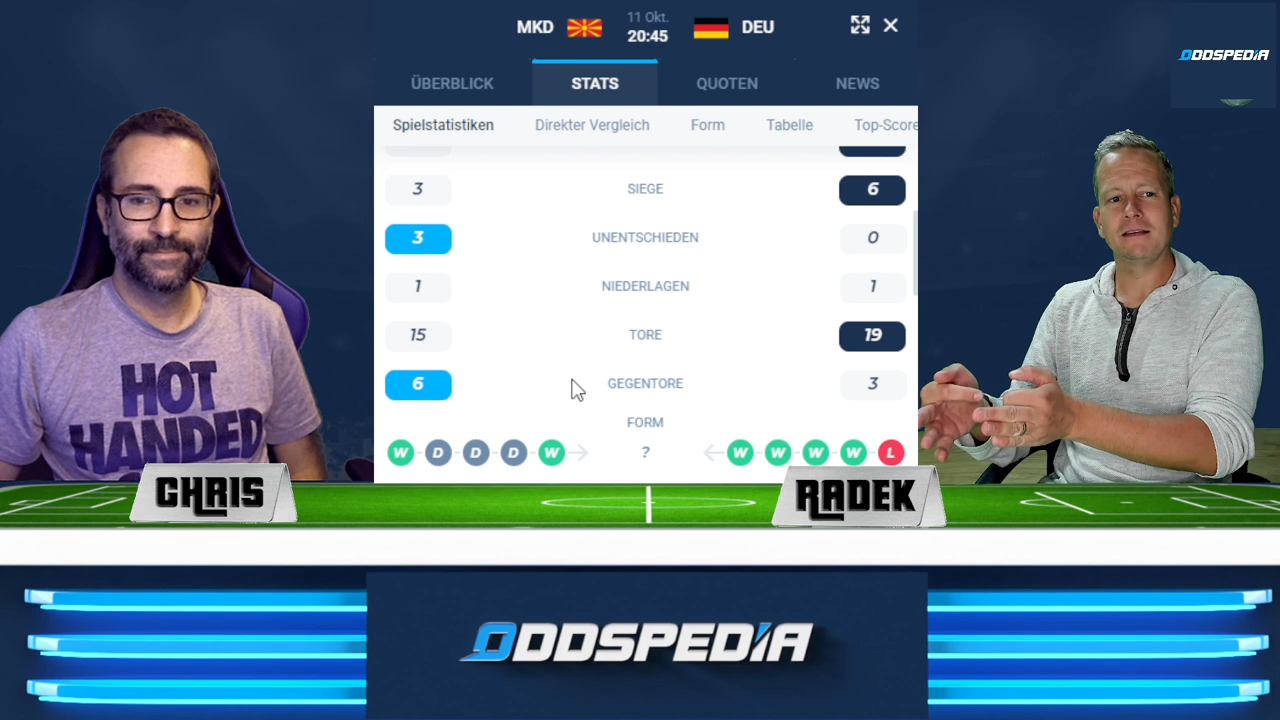 MKD
11 Okt.
20:45
DEU
ODDSPEDIA
ÜBERBLICK STATS QUOTEN NEWS
Spielstatistiken Direkter Vergleich Form Tabelle Top-Score
3 SIEGE 6
3 UNENTSCHIEDEN 0
1 NIEDERLAGEN 1
15 TORE 19
6 GEGENTORE 3
FORM
W D D D W ? W W W W L
HOT
HANDED
CHRIS
RADEK
ODDSPEDIA